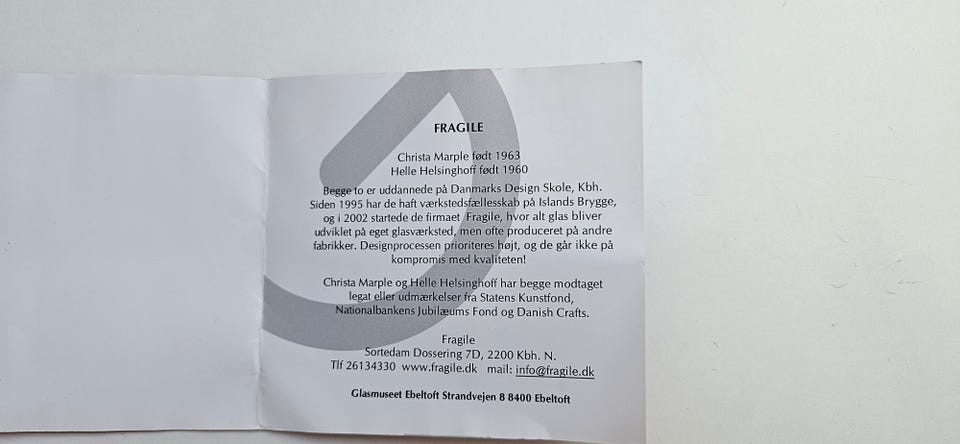 FRAGILE
Christa Marple født 1963
Helle Helsinghoff født 1960
Begge to er uddannede på Danmarks Design Skole, Kbh.
Siden 1995 har de haft værkstedsfællesskab på Islands Brygge,
og i 2002 startede de firmaet Fragile, hvor alt glas bliver
udviklet på eget glasværksted, men ofte produceret på andre
fabrikker. Designprocessen prioriteres højt, og de går ikke på
kompromis med kvaliteten!
Christa Marple og Helle Helsinghoff har begge modtaget
legat eller udmærkelser fra Statens Kunstfond,
Nationalbankens Jubilæums Fond og Danish Crafts.
Fragile
Sortedam Dossering 7D, 2200 Kbh. N.
Tlf 26134330 www.fragile.dk mail: info@fragile.dk
Glasmuseet Ebeltoft Strandvejen 8 8400 Ebeltoft